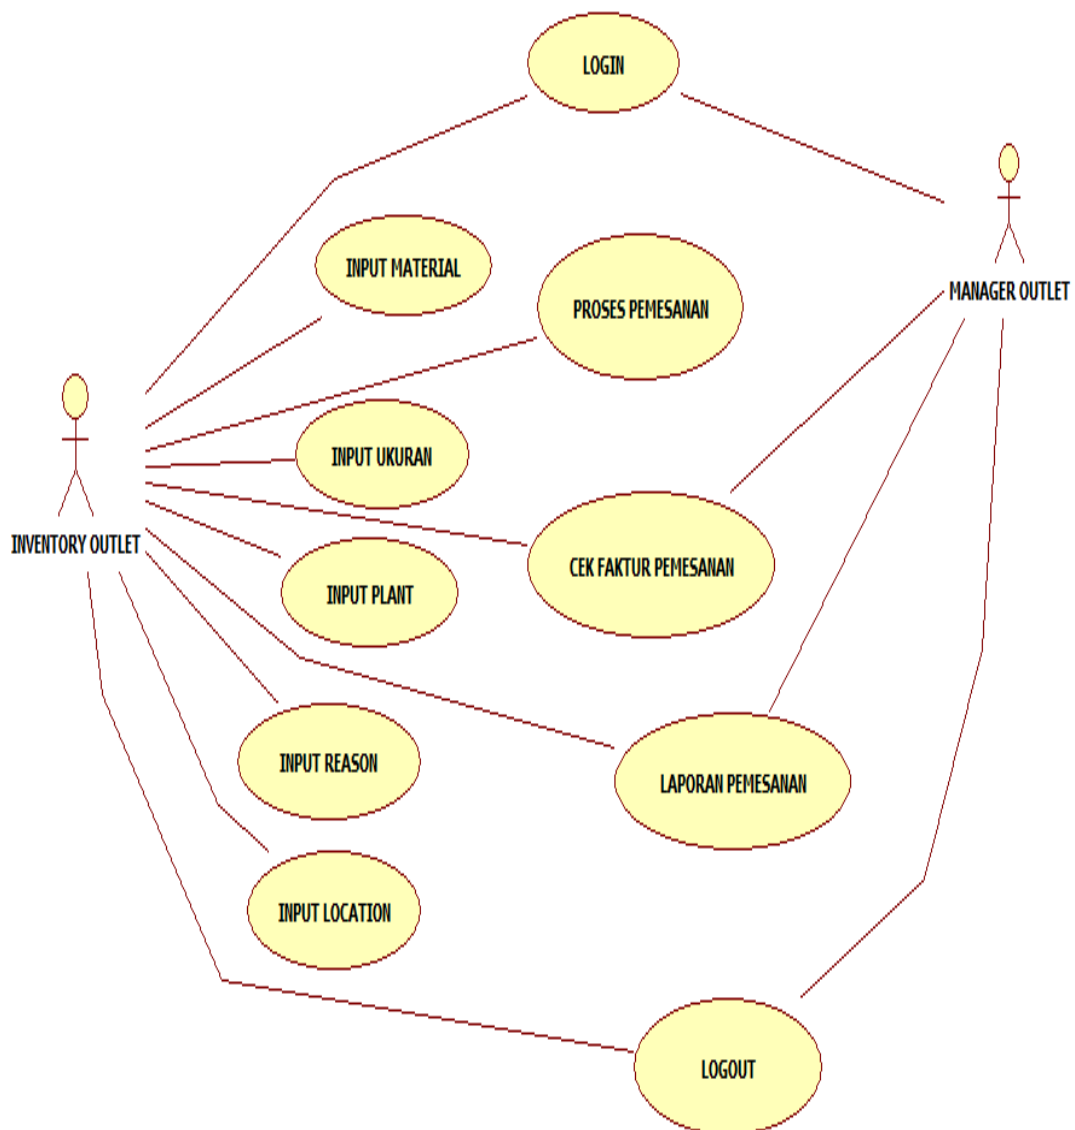 LOGIN
INPUT MATERIAL
PROSES PEMESANAN
MANAGER OUTLET
INPUT UKURAN
INVENTORY OUTLET
CEK FAKTUR PEMESANAN
INPUT PLANT
INPUT REASON
LAPORAN PEMESANAN
INPUT LOCATION
LOGOUT